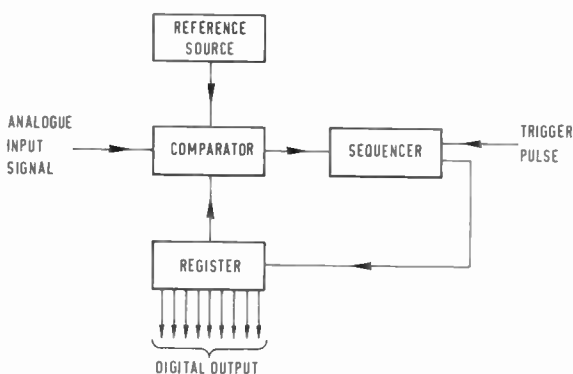 REFERENCE
SOURCE
ANALOGUE
INPUT
SIGNAL
COMPARATOR
SEQUENCER
TRIGGER
PULSE
REGISTER
DIGITAL OUTPUT